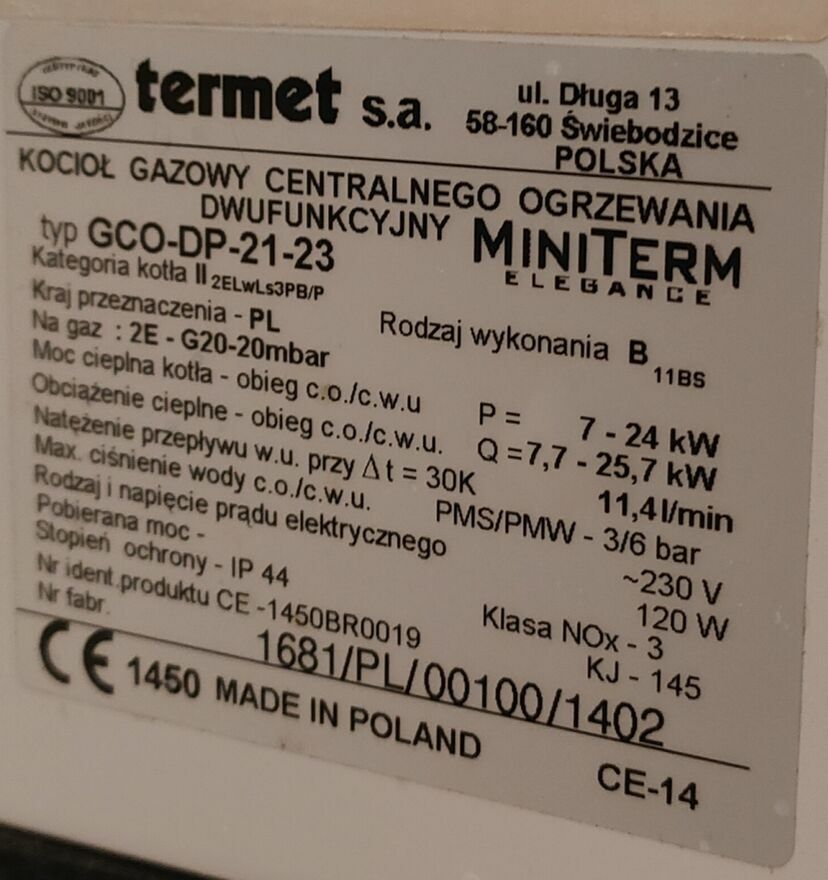 ISO 9001
termet s.a.
ul. Długa 13
58-160 Świebodzice
POLSKA
KOCIOŁ GAZOWY CENTRALNEGO OGRZEWANIA
DWUFUNKCYJNY
typ GCO-DP-21-23
MINITERM
ELEGANCE
Kategoria kotła II 2ELwLs3PB/P
Kraj przeznaczenia - PL
Rodzaj wykonania B 11BS
Na gaz : 2E - G20-20mbar
Moc cieplna kotła - obieg c.o./c.w.u P = 7 - 24 kW
Obciążenie cieplne - obieg c.o./c.w.u. Q =7,7 - 25,7 kW
Natężenie przepływu w.u. przy Δ t = 30K 11,4l/min
Max. ciśnienie wody c.o./c.w.u. PMS/PMW - 3/6 bar
Rodzaj i napięcie prądu elektrycznego ~230 V
Pobierana moc - 120 W
Stopień ochrony - IP 44 Klasa NOx - 3
Nr ident.produktu CE -1450BR0019 KJ - 145
Nr fabr. 1681/PL/00100/1402
CE 1450 MADE IN POLAND CE-14